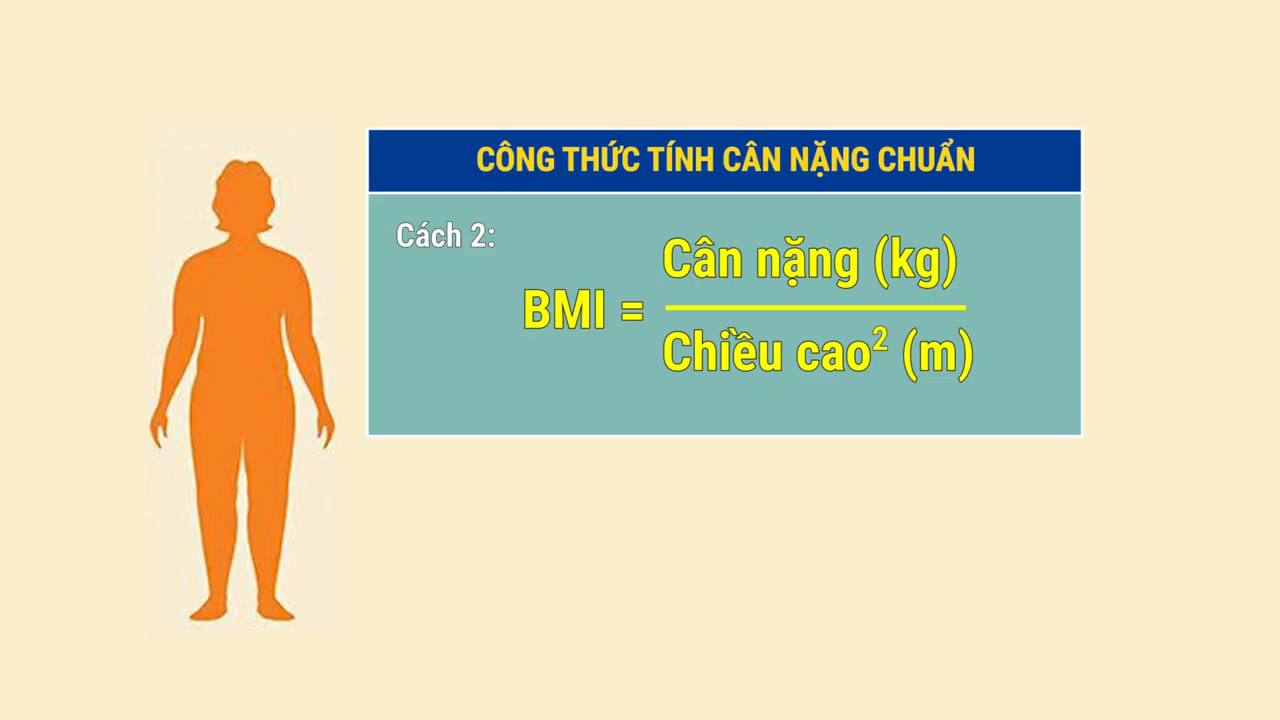 CÔNG THỨC TÍNH CÂN NẶNG CHUẨN
Cách 2:
BMI = Cân nặng (kg)
Chiều cao² (m)